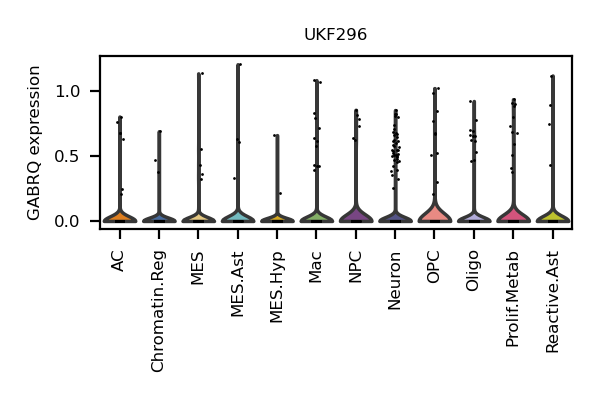 UKF296
GABRQ expression
1.0
0.5
0.0
AC
Chromatin.Reg
MES
MES.Ast
MES.Hyp
Mac
NPC
Neuron
OPC
Oligo
Prolif.Metab
Reactive.Ast